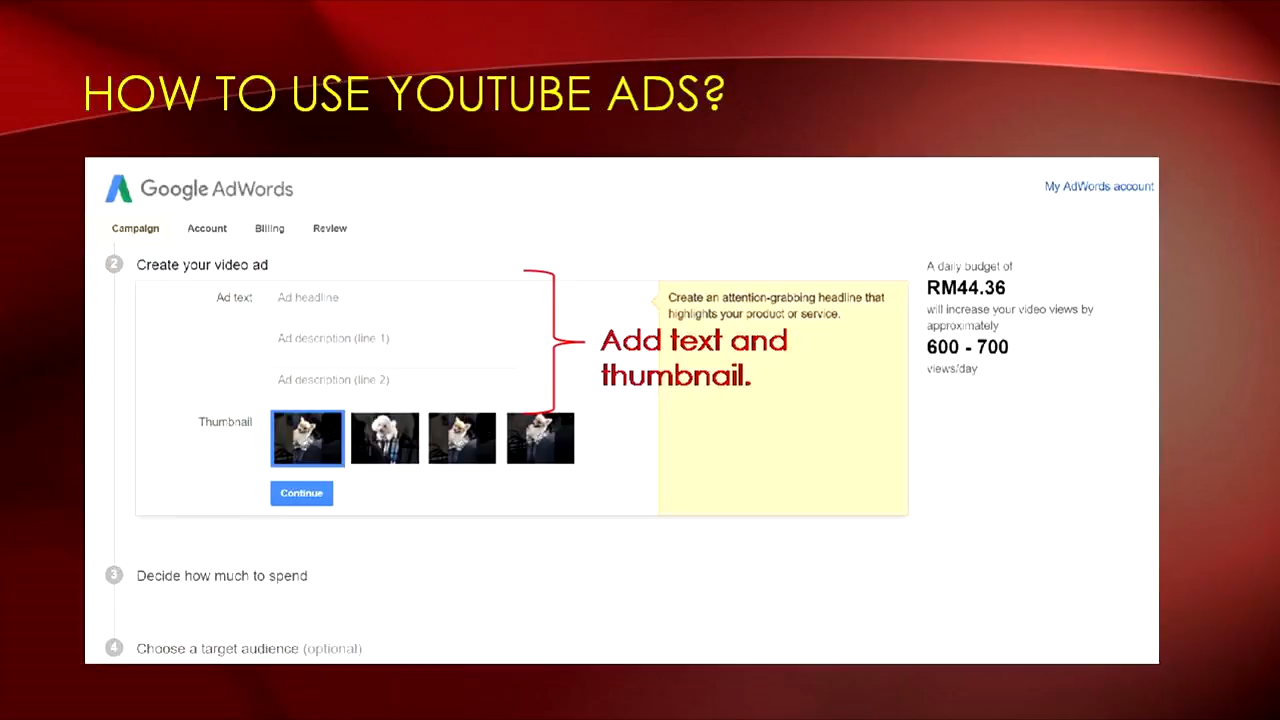 HOW TO USE YOUTUBE ADS?
Google AdWords
My AdWords account
Campaign Account Billing Review
2 Create your video ad
Ad text Ad headline
Ad description (line 1)
Ad description (line 2)
Thumbnail
Continue
Create an attention-grabbing headline that
highlights your product or service.
Add text and
thumbnail.
A daily budget of
RM44.36
will increase your video views by
approximately
600 - 700
views/day
3 Decide how much to spend
4 Choose a target audience (optional)